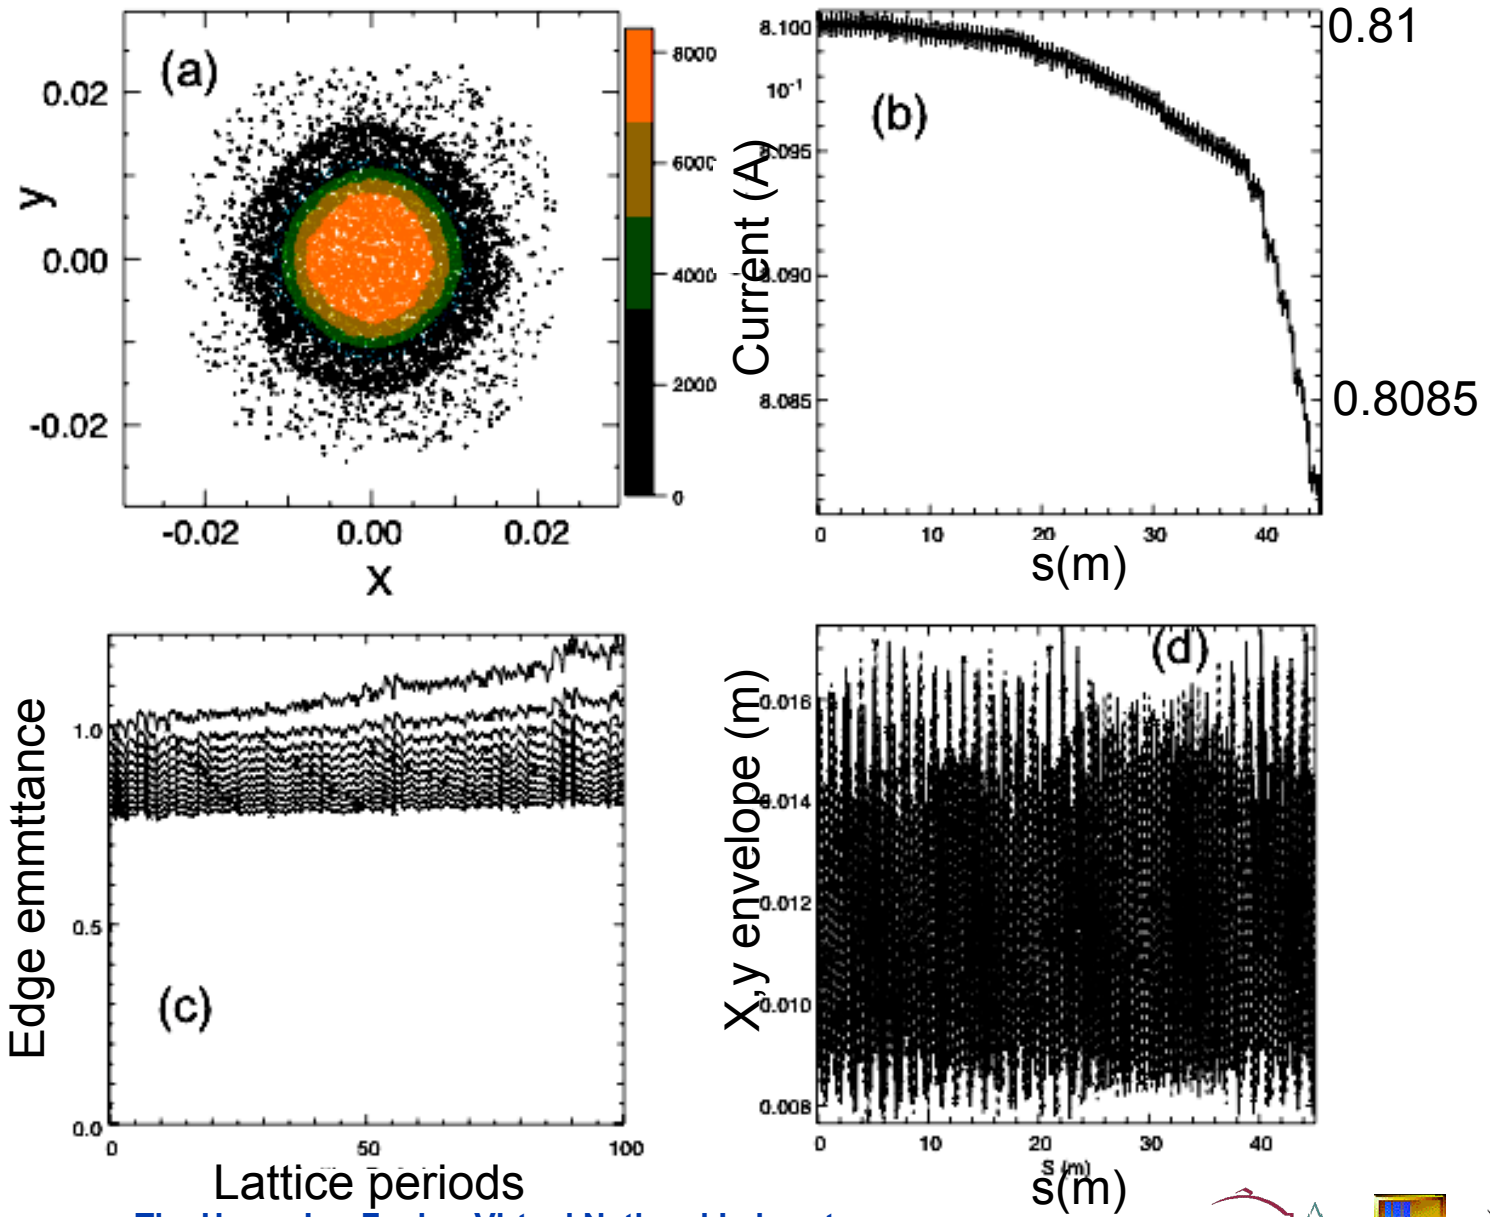 (a)
0.02
0.00
-0.02
y
-0.02 0.00 0.02
x
8000
6000
4000
2000
0
8.100
10⁻¹
8.095
8.090
8.085
Current (A)
(b)
0.81
0.8085
0 10 20 30 40
s(m)
Edge emmttance
1.0
0.5
0.0
(c)
0 50 100
Lattice periods
X,y envelope (m)
0.016
0.014
0.012
0.010
0.008
(d)
0 10 20 30 40
S (m)
s(m)